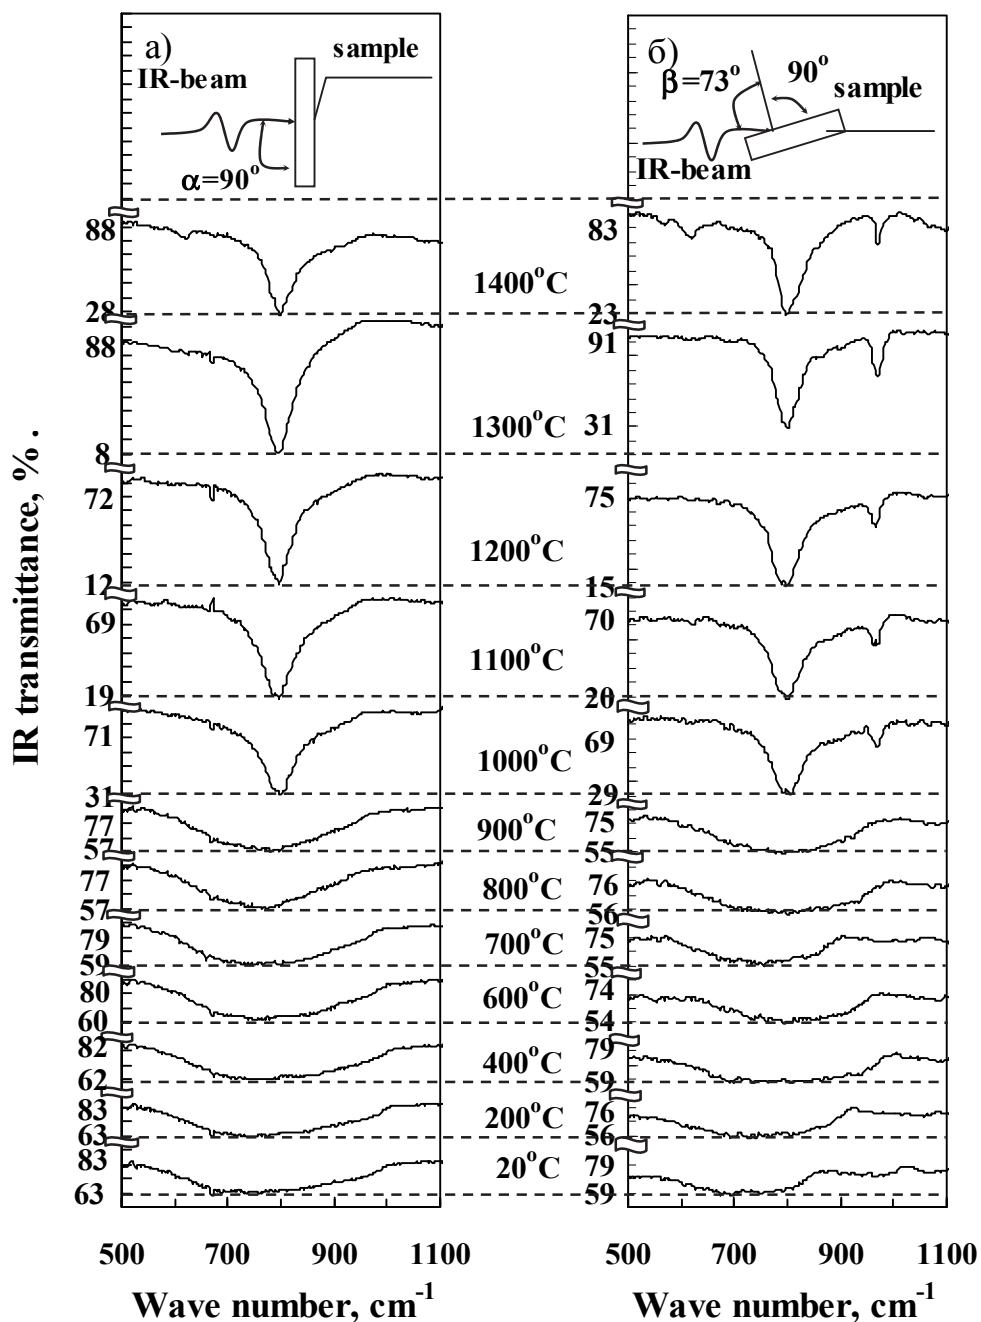 а)
sample
IR-beam
α=90°
б)
β=73°
90°
sample
IR-beam
IR transmittance, % .
88
28
1400°C
83
23
88
8
1300°C
91
31
72
12
1200°C
75
15
69
19
1100°C
70
20
71
31
1000°C
69
29
77
57
900°C
75
55
77
57
800°C
76
56
79
59
700°C
75
55
80
60
600°C
74
54
82
62
400°C
79
59
83
63
200°C
76
56
83
63
20°C
79
59
500 700 900 1100
500 700 900 1100
Wave number, cm⁻¹
Wave number, cm⁻¹